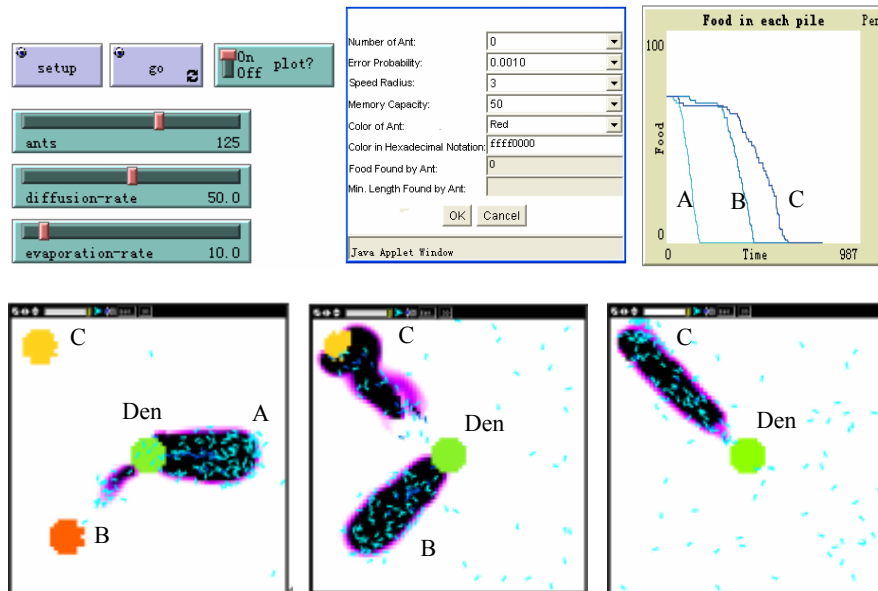 setup
go
On
Off
plot?
ants 125
diffusion-rate 50.0
evaporation-rate 10.0
Number of Ant: 0
Error Probability: 0.0010
Speed Radius: 3
Memory Capacity: 50
Color of Ant: Red
Color in Hexadecimal Notation: ffff0000
Food Found by Ant: 0
Min. Length Found by Ant:
OK Cancel
Java Applet Window
Food in each pile Per
100
Food
A B C
0
0 Time 987
C
Den
A
B
C
Den
B
C
Den